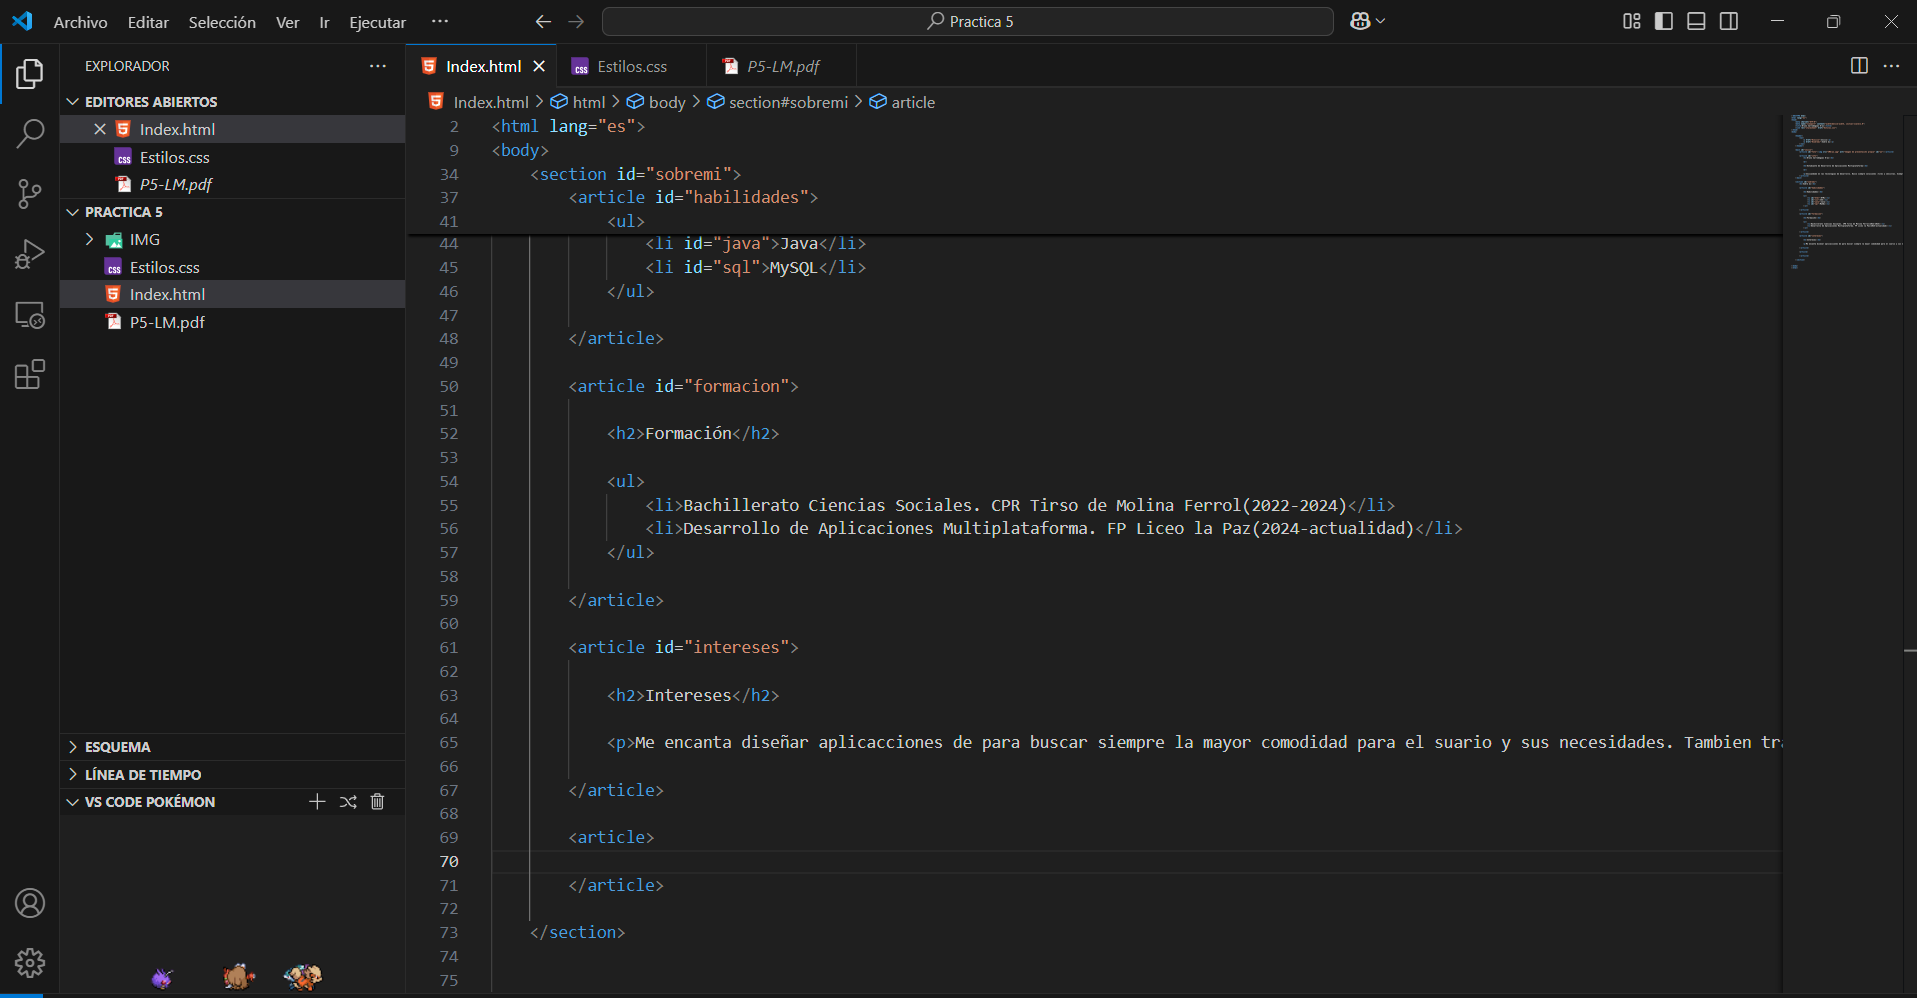 Archivo Editar Selección Ver Ir Ejecutar ··· Practica 5
EXPLORADOR ···
EDITORES ABIERTOS
Index.html
Estilos.css
P5-LM.pdf
PRACTICA 5
IMG
Estilos.css
Index.html
P5-LM.pdf
ESQUEMA
LÍNEA DE TIEMPO
VS CODE POKÉMON
Index.html Estilos.css P5-LM.pdf
Index.html > html > body > section#sobremi > article
2 <html lang="es">
9 <body>
34 <section id="sobremi">
37 <article id="habilidades">
41 <ul>
44 <li id="java">Java</li>
45 <li id="sql">MySQL</li>
46 </ul>
47
48 </article>
49
50 <article id="formacion">
51
52 <h2>Formación</h2>
53
54 <ul>
55 <li>Bachillerato Ciencias Sociales. CPR Tirso de Molina Ferrol(2022-2024)</li>
56 <li>Desarrollo de Aplicaciones Multiplataforma. FP Liceo la Paz(2024-actualidad)</li>
57 </ul>
58
59 </article>
60
61 <article id="intereses">
62
63 <h2>Intereses</h2>
64
65 <p>Me encanta diseñar aplicacciones de para buscar siempre la mayor comodidad para el suario y sus necesidades. Tambien tra
66
67 </article>
68
69 <article>
70
71 </article>
72
73 </section>
74
75